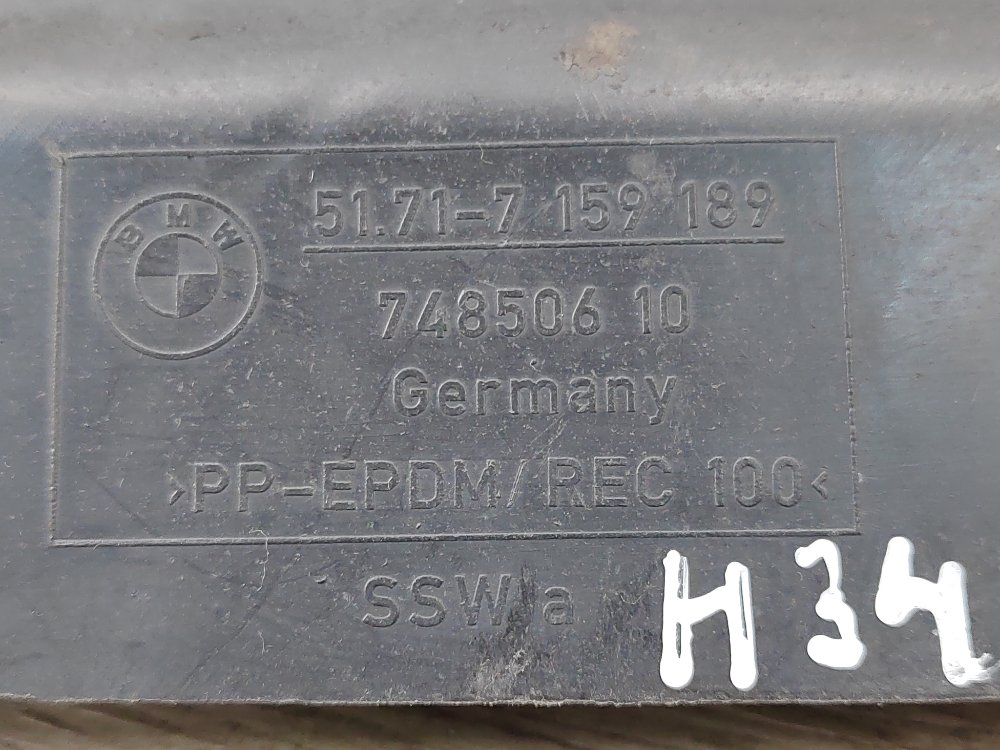 BMW
51.71-7 159 189
748506 10
Germany
>PP-EPDM/REC 100<
SSW a
H34